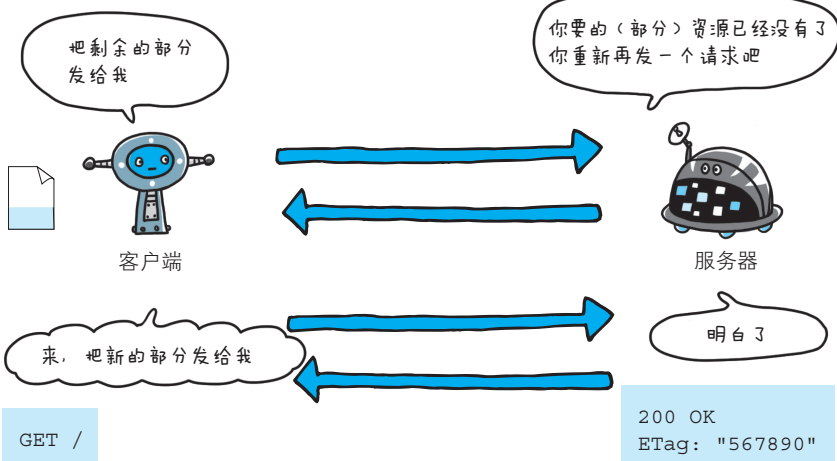 把剩余的部分
发给我
你要的（部分）资源已经没有了
你重新再发一个请求吧
客户端
服务器
来，把新的部分发给我
明白了
GET /
200 OK
ETag: "567890"